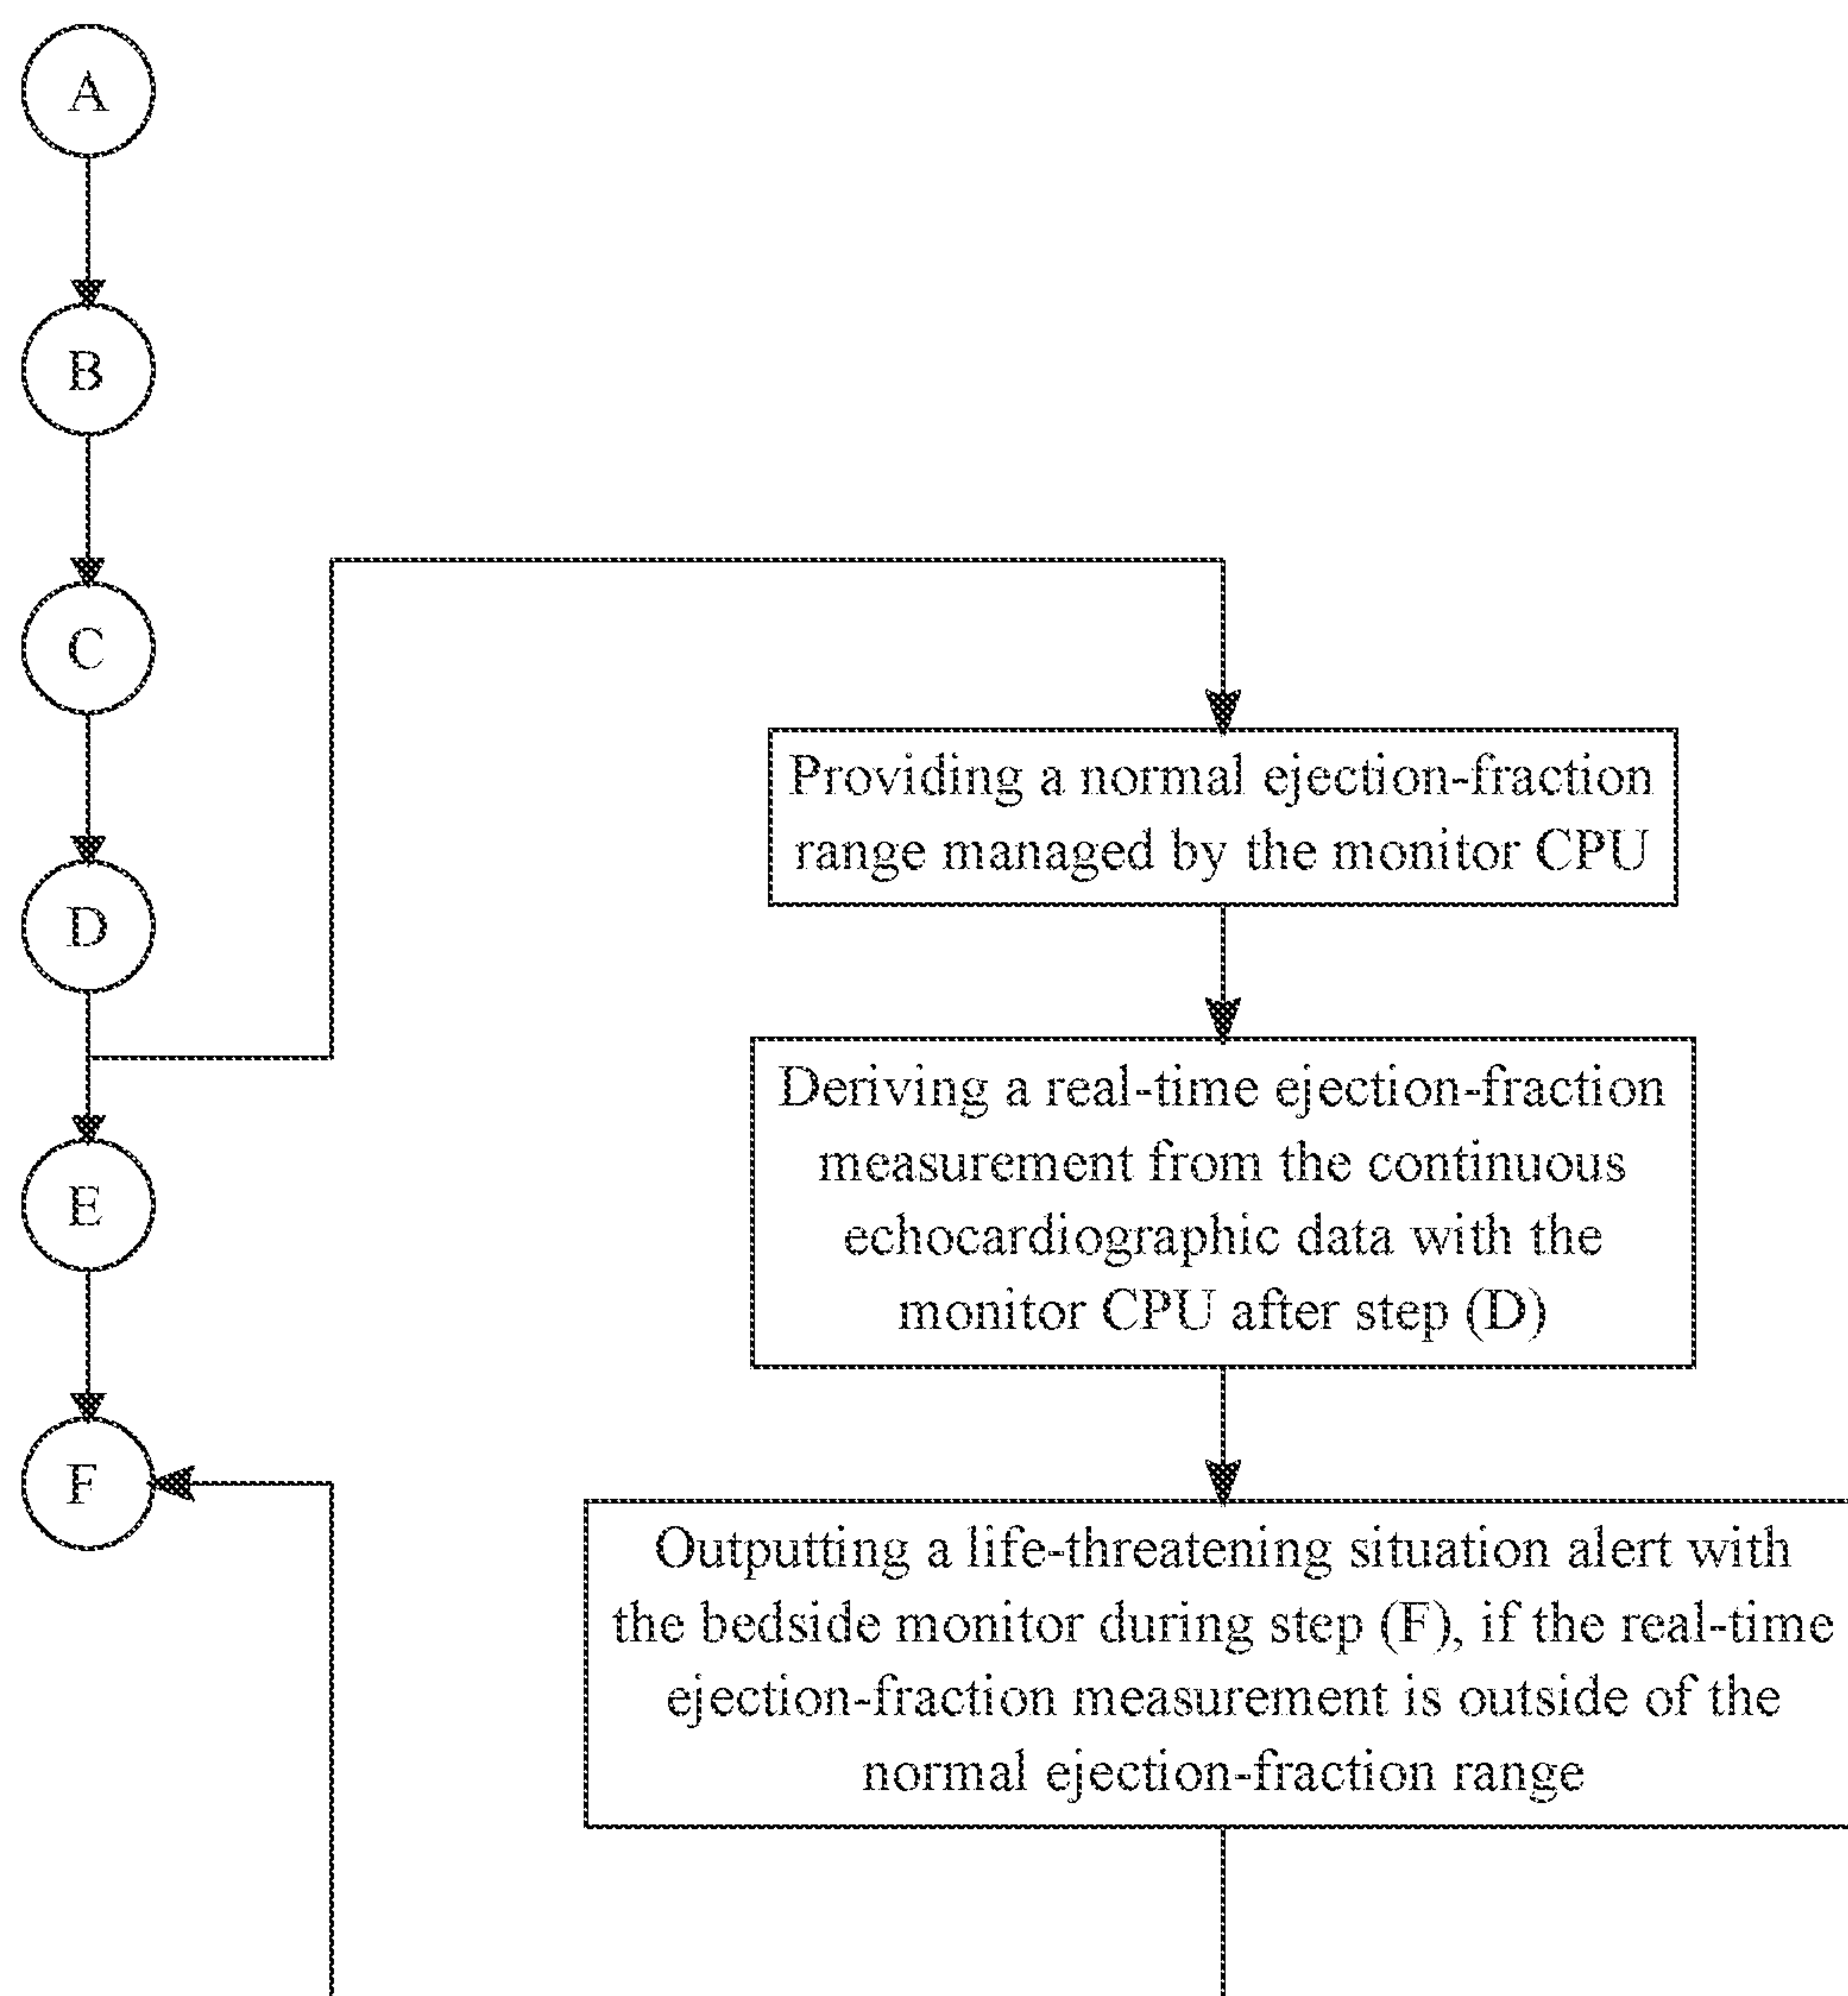 A
B
C
D
E
F
Providing a normal ejection-fraction
range managed by the monitor CPU
Deriving a real-time ejection-fraction
measurement from the continuous
echocardiographic data with the
monitor CPU after step (D)
Outputting a life-threatening situation alert with
the bedside monitor during step (F), if the real-time
ejection-fraction measurement is outside of the
normal ejection-fraction range